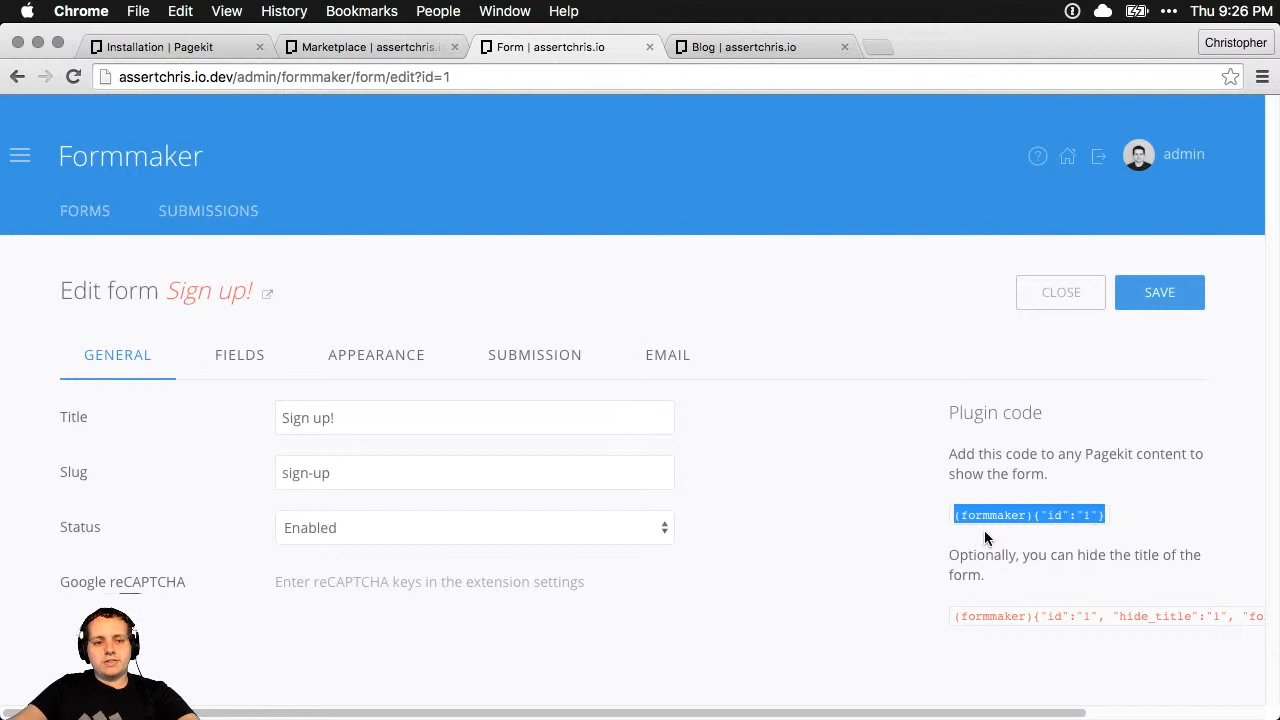 Chrome File Edit View History Bookmarks People Window Help Thu 9:26 PM
Installation | Pagekit Marketplace | assertchris. Form | assertchris.io Blog | assertchris.io Christopher
assertchris.io.dev/admin/formmaker/form/edit?id=1
Formmaker admin
FORMS SUBMISSIONS
Edit form Sign up! CLOSE SAVE
GENERAL FIELDS APPEARANCE SUBMISSION EMAIL
Title Sign up!
Slug sign-up
Status Enabled
Google reCAPTCHA Enter reCAPTCHA keys in the extension settings
Plugin code
Add this code to any Pagekit content to
show the form.
(formmaker){"id":"1"}
Optionally, you can hide the title of the
form.
(formmaker){"id":"1", "hide_title":"1", "fo